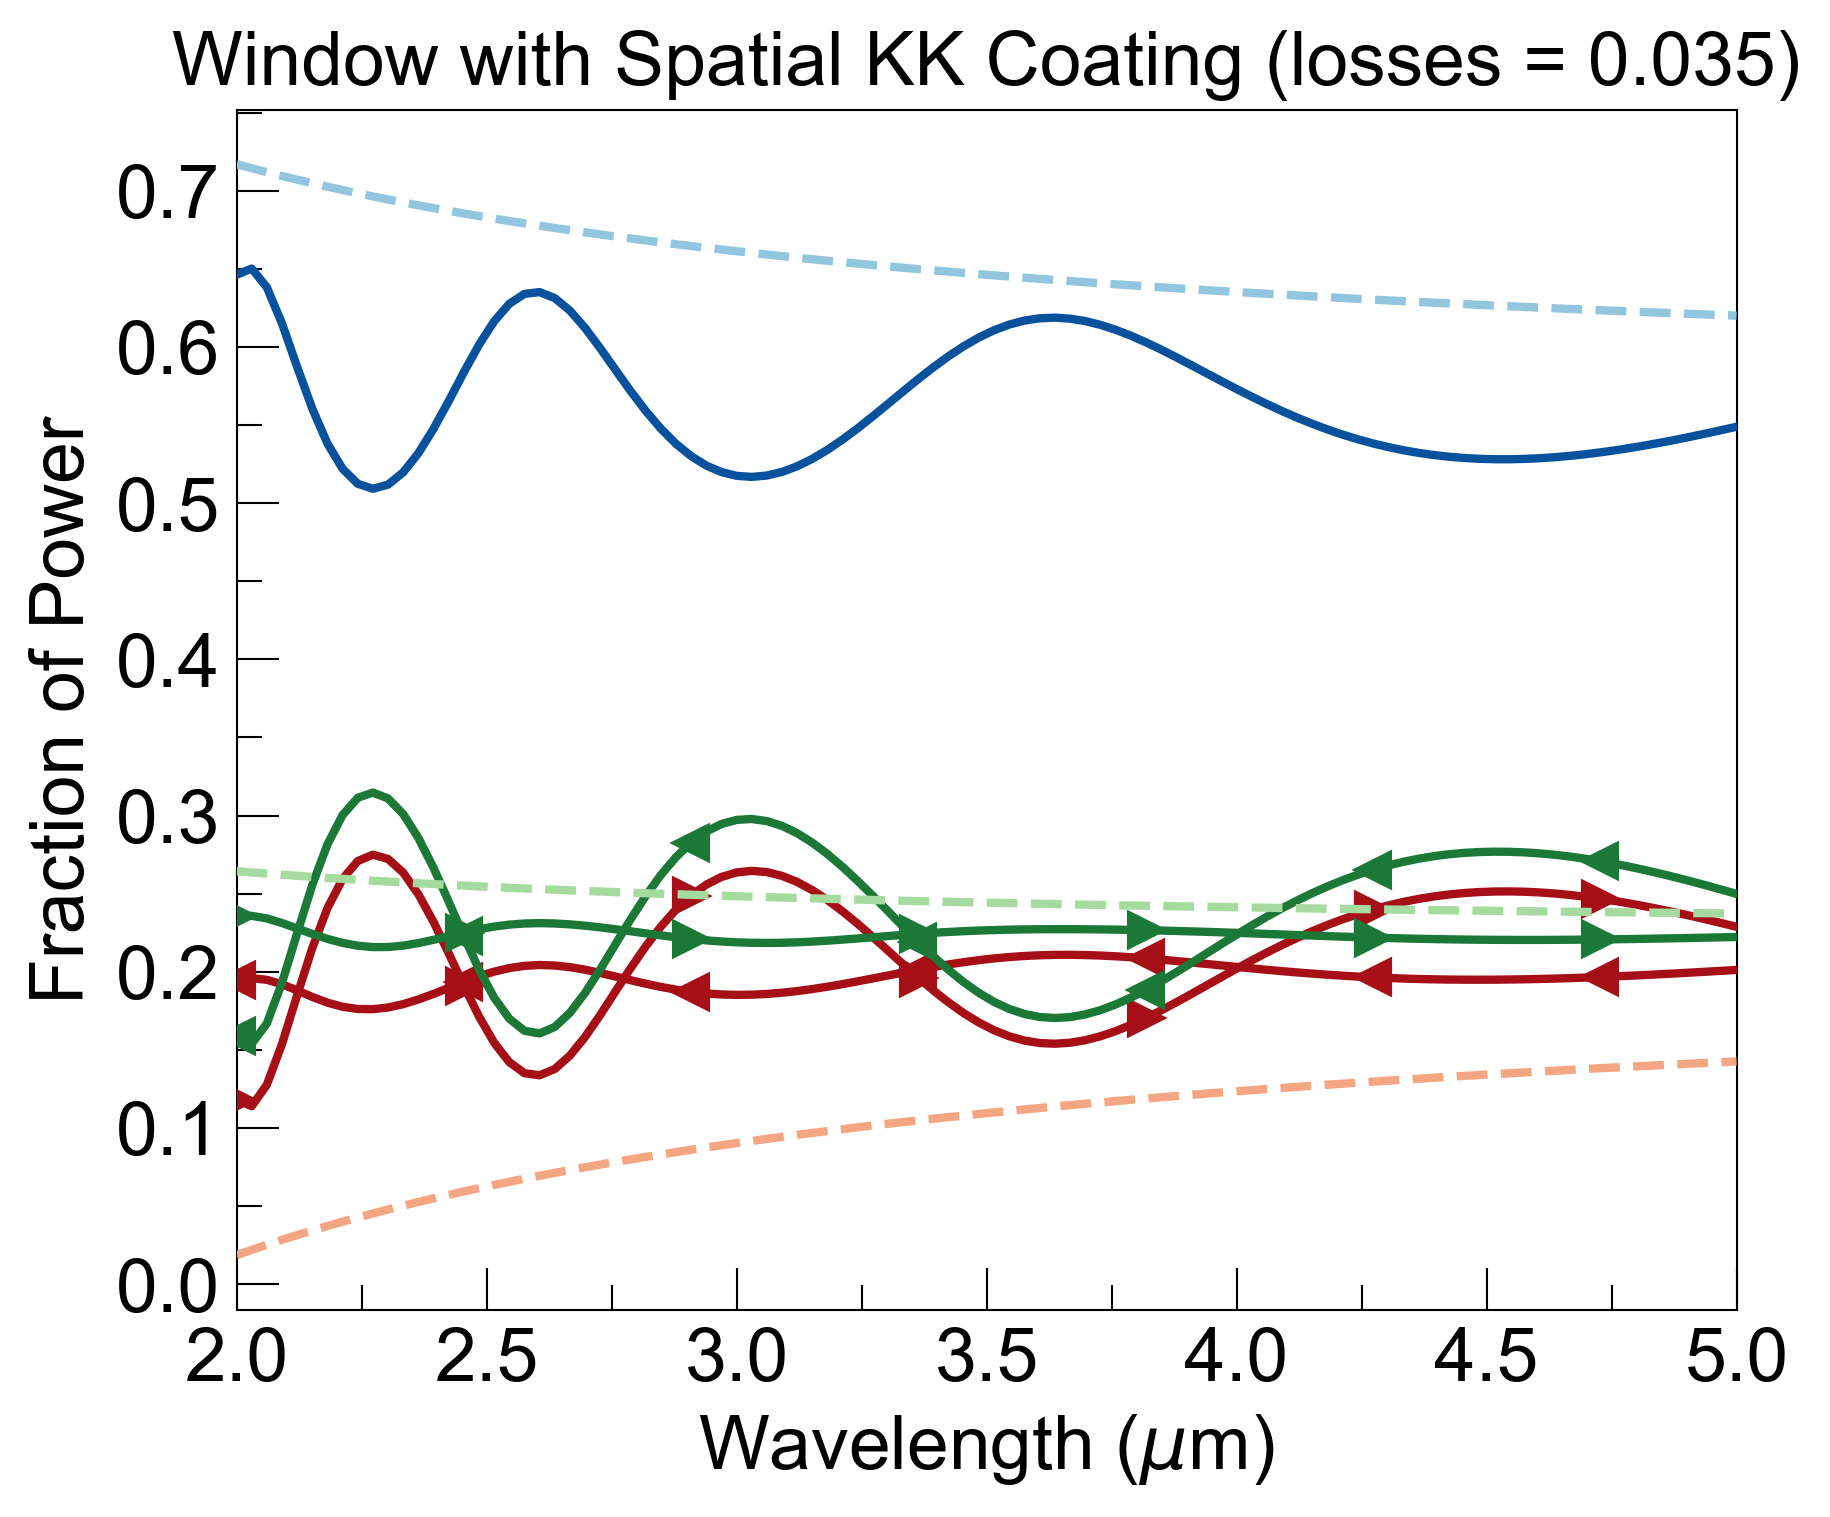 Window with Spatial KK Coating (losses = 0.035)
Fraction of Power
0.7
0.6
0.5
0.4
0.3
0.2
0.1
0.0
2.0 2.5 3.0 3.5 4.0 4.5 5.0
Wavelength (μm)